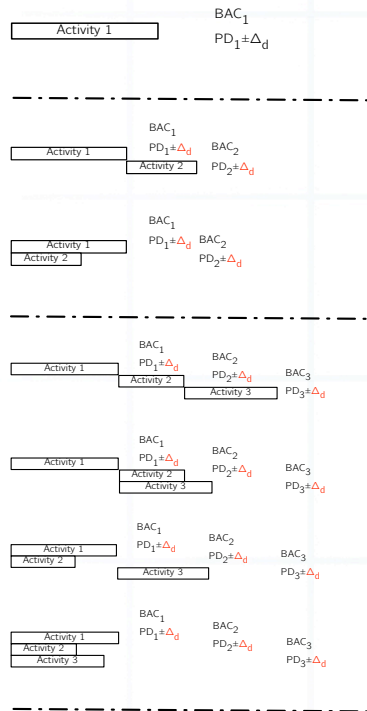 BAC1
Activity 1
PD1±Δd
BAC1
Activity 1
PD1±Δd
BAC2
Activity 2
PD2±Δd
BAC1
Activity 1
PD1±Δd
BAC2
Activity 2
PD2±Δd
BAC1
Activity 1
PD1±Δd
BAC2
Activity 2
PD2±Δd
BAC3
Activity 3
PD3±Δd
BAC1
Activity 1
PD1±Δd
BAC2
Activity 2
PD2±Δd
BAC3
Activity 3
PD3±Δd
BAC1
Activity 1
PD1±Δd
BAC2
Activity 2
PD2±Δd
BAC3
Activity 3
PD3±Δd
BAC1
Activity 1
PD1±Δd
BAC2
Activity 2
PD2±Δd
BAC3
Activity 3
PD3±Δd